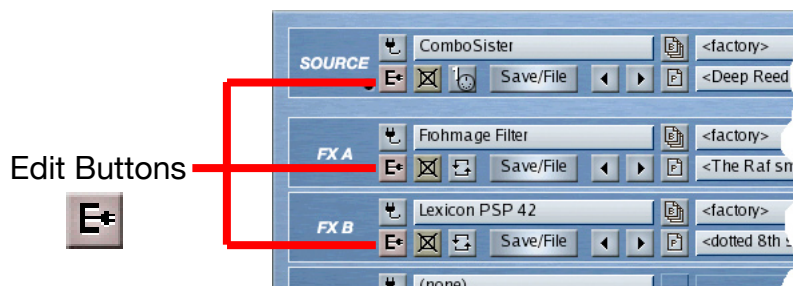 ComboSister <factory>
SOURCE
E Save/File P <Deep Reed
Frohmage Filter <factory>
FX A
E Save/File P <The Raf sm
Edit Buttons
E
Lexicon PSP 42 <factory>
FX B
E Save/File P <dotted 8th s
(none)